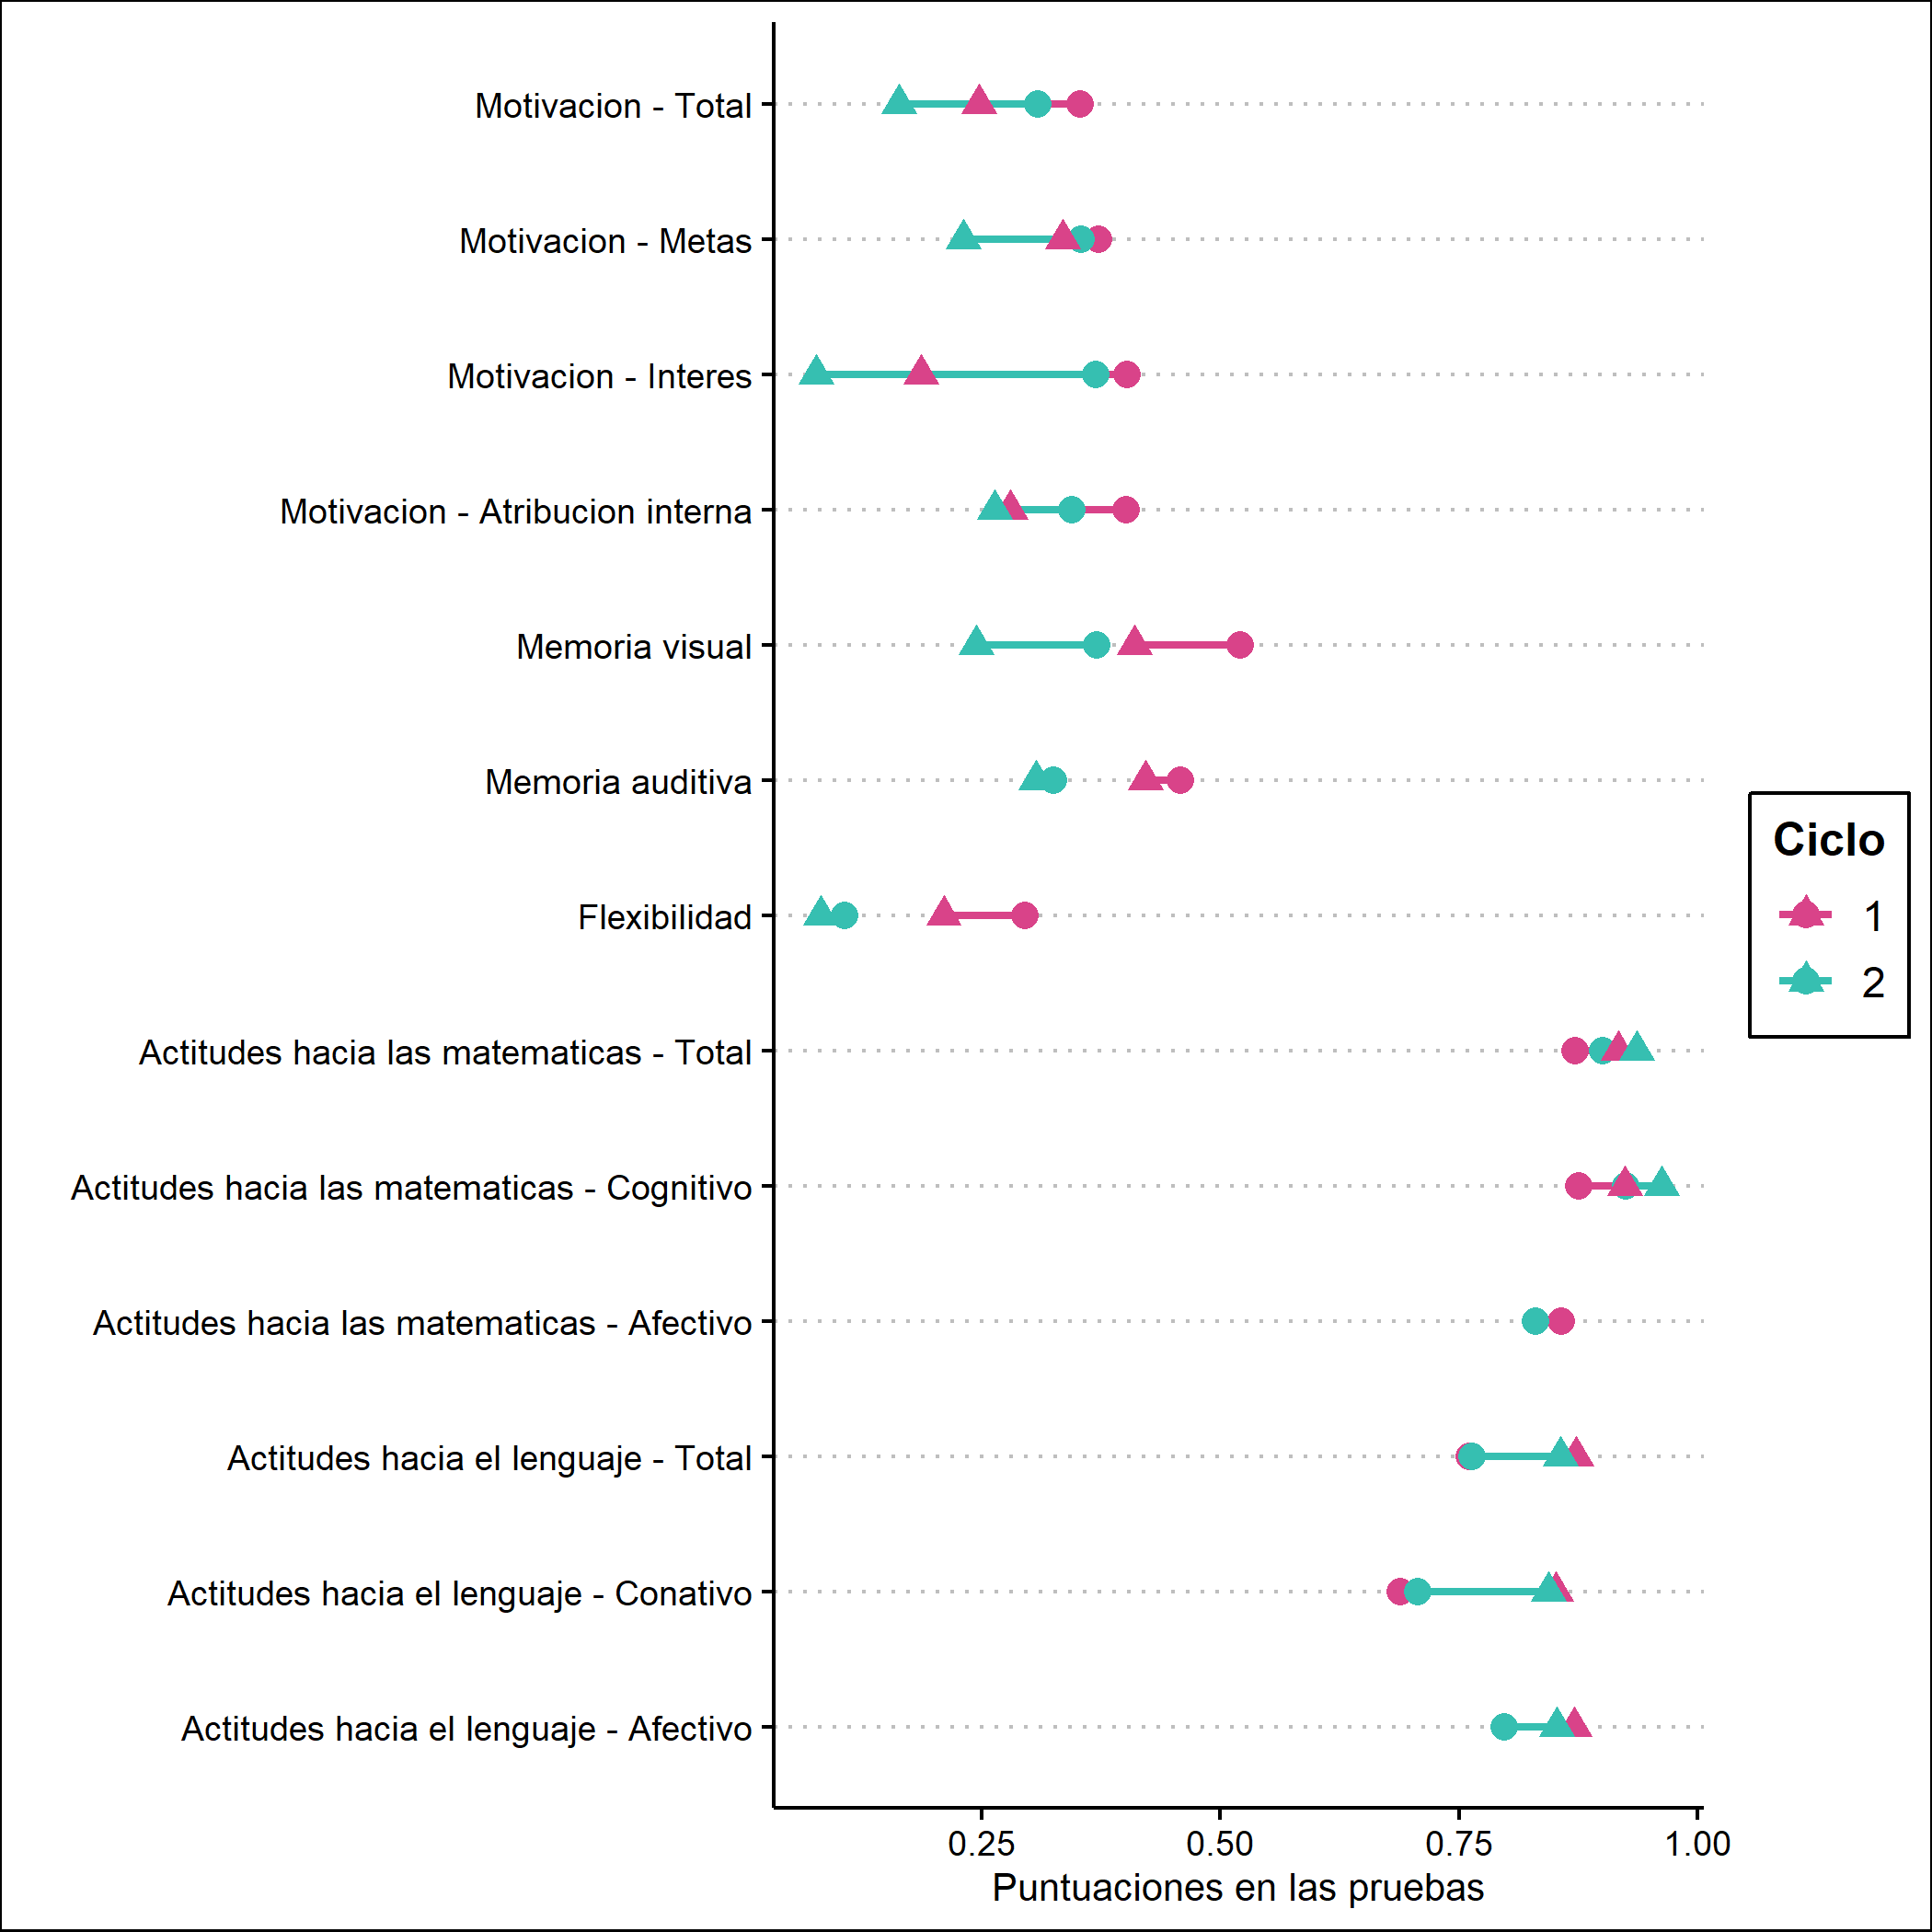 Motivacion - Total
Motivacion - Metas
Motivacion - Interes
Motivacion - Atribucion interna
Memoria visual
Memoria auditiva
Flexibilidad
Actitudes hacia las matematicas - Total
Actitudes hacia las matematicas - Cognitivo
Actitudes hacia las matematicas - Afectivo
Actitudes hacia el lenguaje - Total
Actitudes hacia el lenguaje - Conativo
Actitudes hacia el lenguaje - Afectivo
0.25 0.50 0.75 1.00
Puntuaciones en las pruebas
Ciclo
1
2